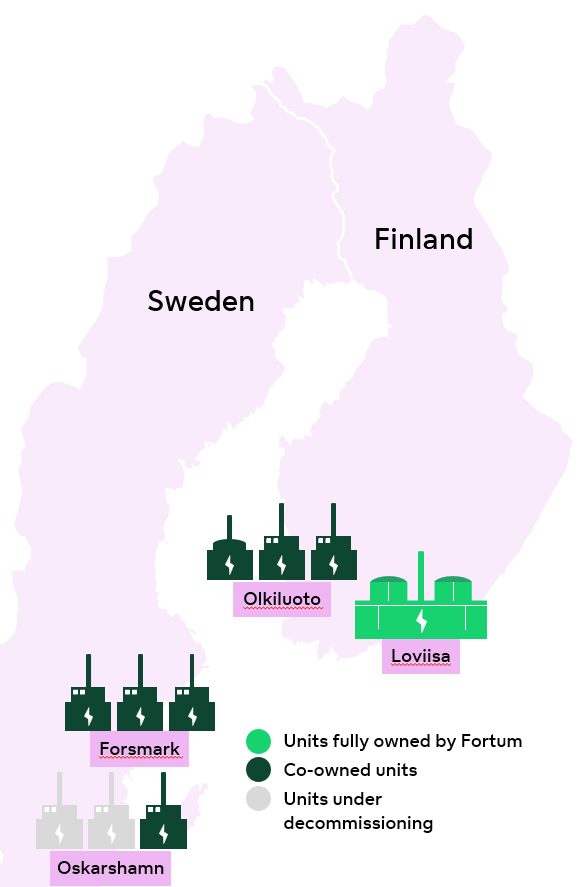 Finland
Sweden
Olkiluoto
Loviisa
Forsmark
Units fully owned by Fortum
Co-owned units
Units under
decommissioning
Oskarshamn